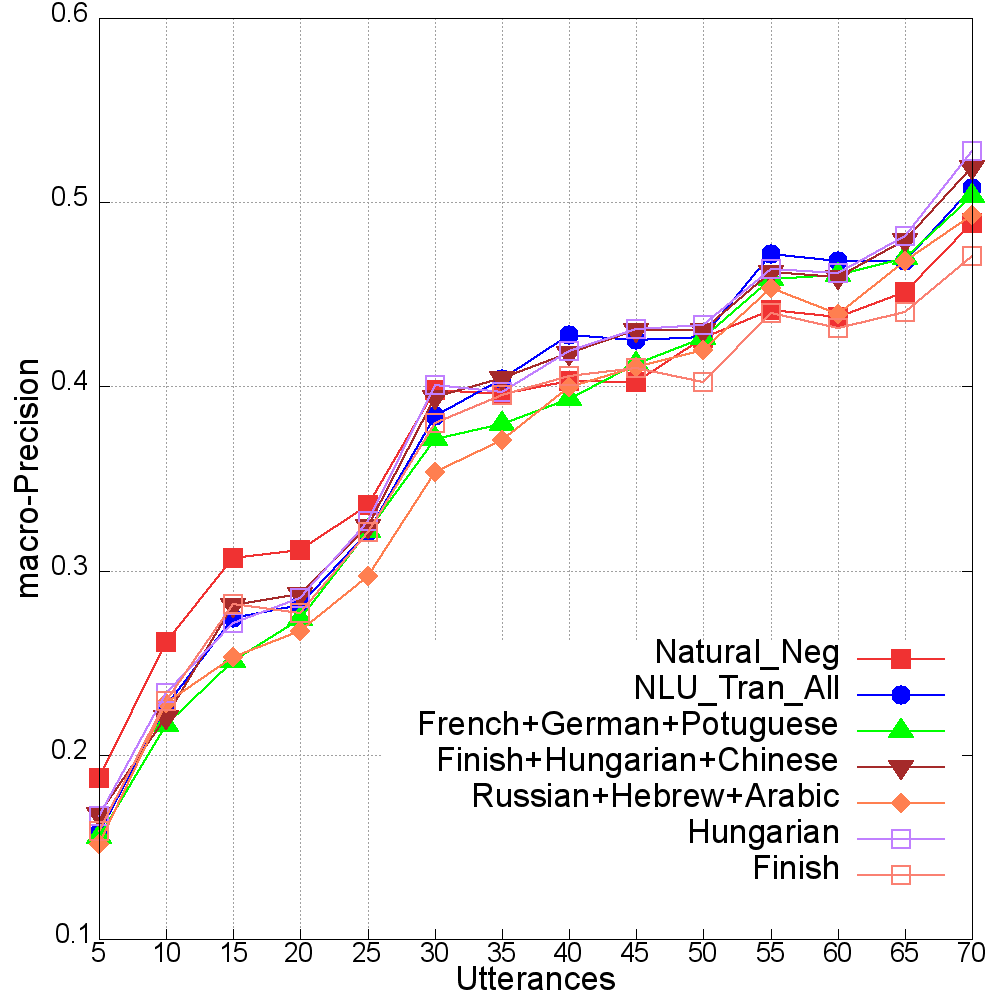 0.6
0.5
0.4
0.3
0.2
0.1
macro-Precision
Natural_Neg
NLU_Tran_All
French+German+Potuguese
Finish+Hungarian+Chinese
Russian+Hebrew+Arabic
Hungarian
Finish
5 10 15 20 25 30 35 40 45 50 55 60 65 70
Utterances